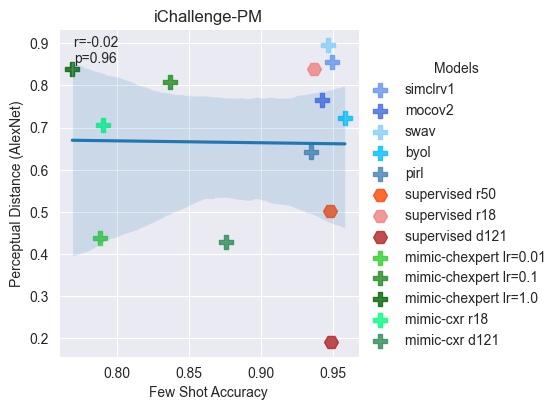 iChallenge-PM
r=-0.02
p=0.96
0.9
0.8
0.7
0.6
0.5
0.4
0.3
0.2
Perceptual Distance (AlexNet)
0.80
0.85
0.90
0.95
Few Shot Accuracy
Models
simclrv1
mocov2
swav
byol
pirl
supervised r50
supervised r18
supervised d121
mimic-chexpert lr=0.01
mimic-chexpert lr=0.1
mimic-chexpert lr=1.0
mimic-cxr r18
mimic-cxr d121